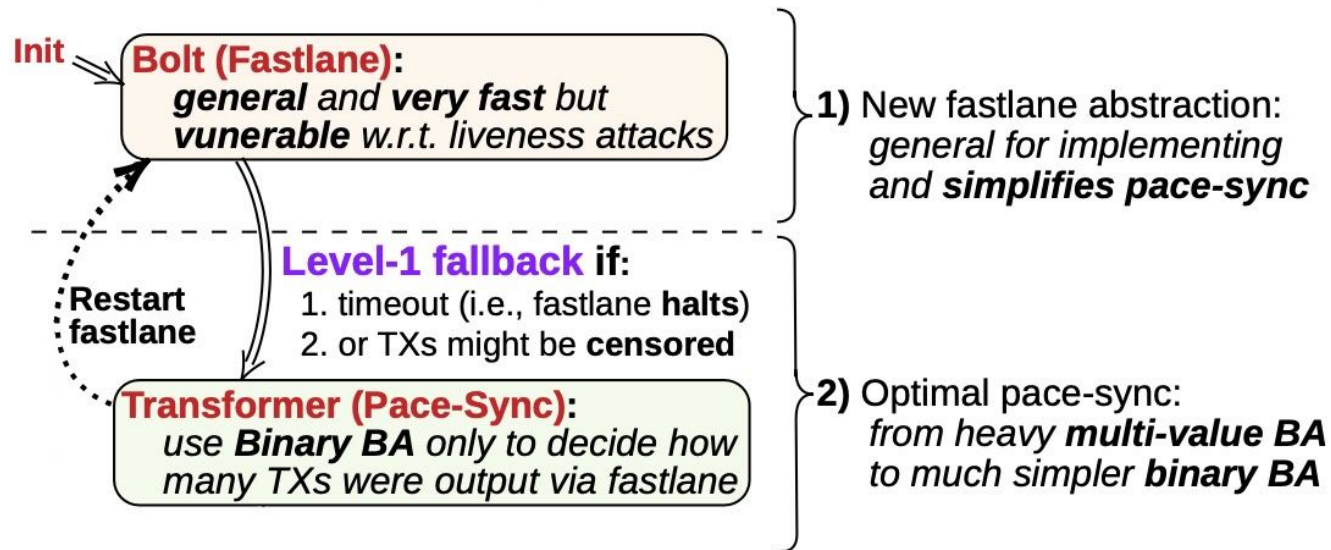 Init
Bolt (Fastlane):
general and very fast but
vunerable w.r.t. liveness attacks
1) New fastlane abstraction:
general for implementing
and simplifies pace-sync
Level-1 fallback if:
1. timeout (i.e., fastlane halts)
2. or TXs might be censored
Restart
fastlane
Transformer (Pace-Sync):
use Binary BA only to decide how
many TXs were output via fastlane
2) Optimal pace-sync:
from heavy multi-value BA
to much simpler binary BA